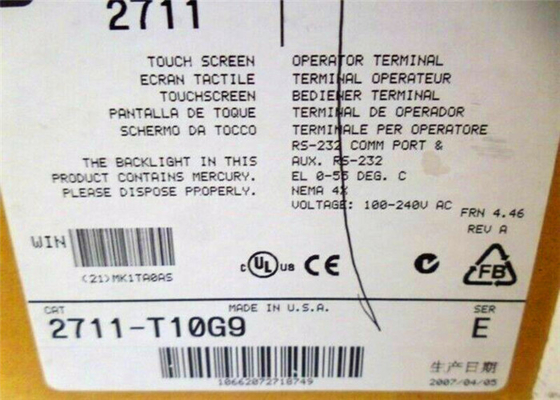 2711
TOUCH SCREEN OPERATOR TERMINAL
ECRAN TACTILE TERMINAL OPERATEUR
TOUCHSCREEN BEDIENER TERMINAL
PANTALLA DE TOQUE TERMINAL DE OPERADOR
SCHERMO DA TOCCO TERMINALE PER OPERATORE
RS-232 COMM PORT &
AUX. RS-232
EL 0-55 DEG. C
NEMA 4X
VOLTAGE: 100-240V AC
THE BACKLIGHT IN THIS
PRODUCT CONTAINS MERCURY.
PLEASE DISPOSE PROPERLY.
FRN 4.46
REV A
WIN
(21)MK1TA0AS
c UL us CE
FB
CAT
MADE IN U.S.A.
SER
2711-T10G9
E
10662072718749
生产日期
2007/04/05